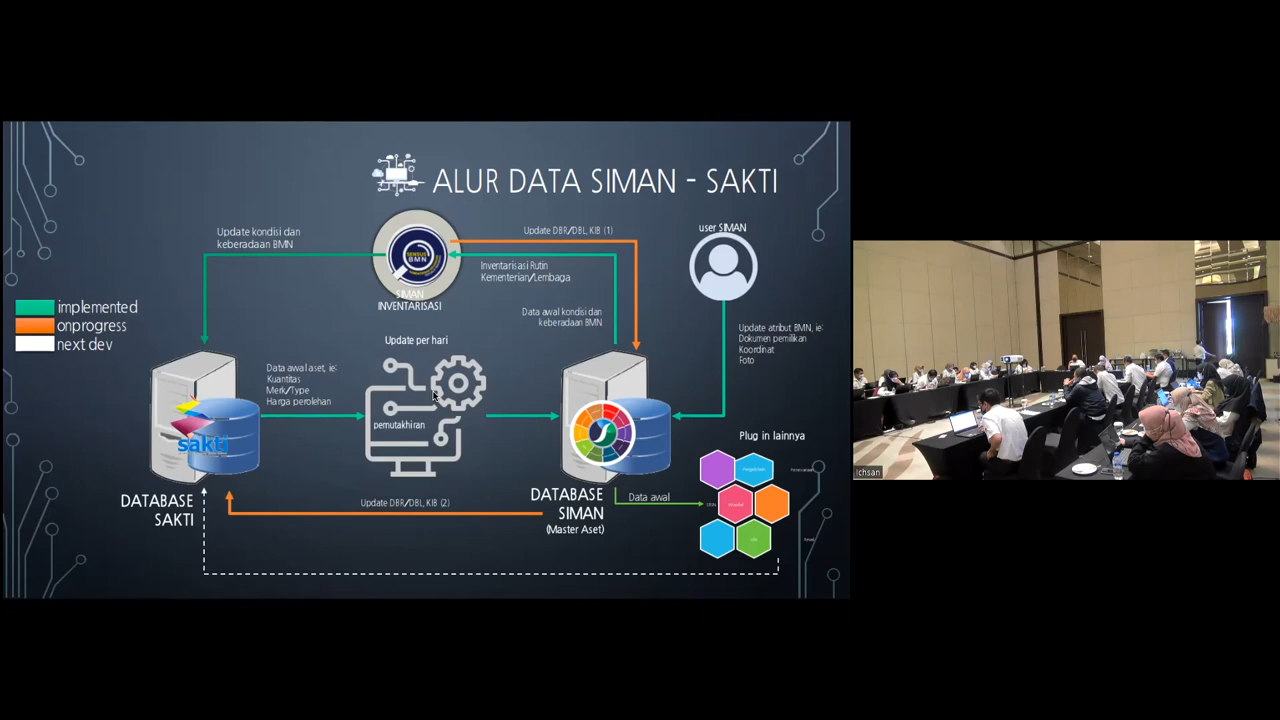 ALUR DATA SIMAN - SAKTI
Update kondisi dan
keberadaan BMN
SENSUS
BMN
SIMAN
INVENTARISASI
Update DBR/DBL, KIB (1)
Inventarisasi Rutin
Kementerian/Lembaga
user SIMAN
implemented
onprogress
next dev
Data awal kondisi dan
keberadaan BMN
Update atribut BMN, ie:
Dokumen pemilikan
Koordinat
Foto
Update per hari
Data awal aset, ie:
Kuantitas
Merk/Type
Harga perolehan
pemutakhiran
sakti
Plug in lainnya
DATABASE
SAKTI
Update DBR/DBL, KIB (2)
DATABASE
SIMAN
(Master Aset)
Data awal
Ichsan